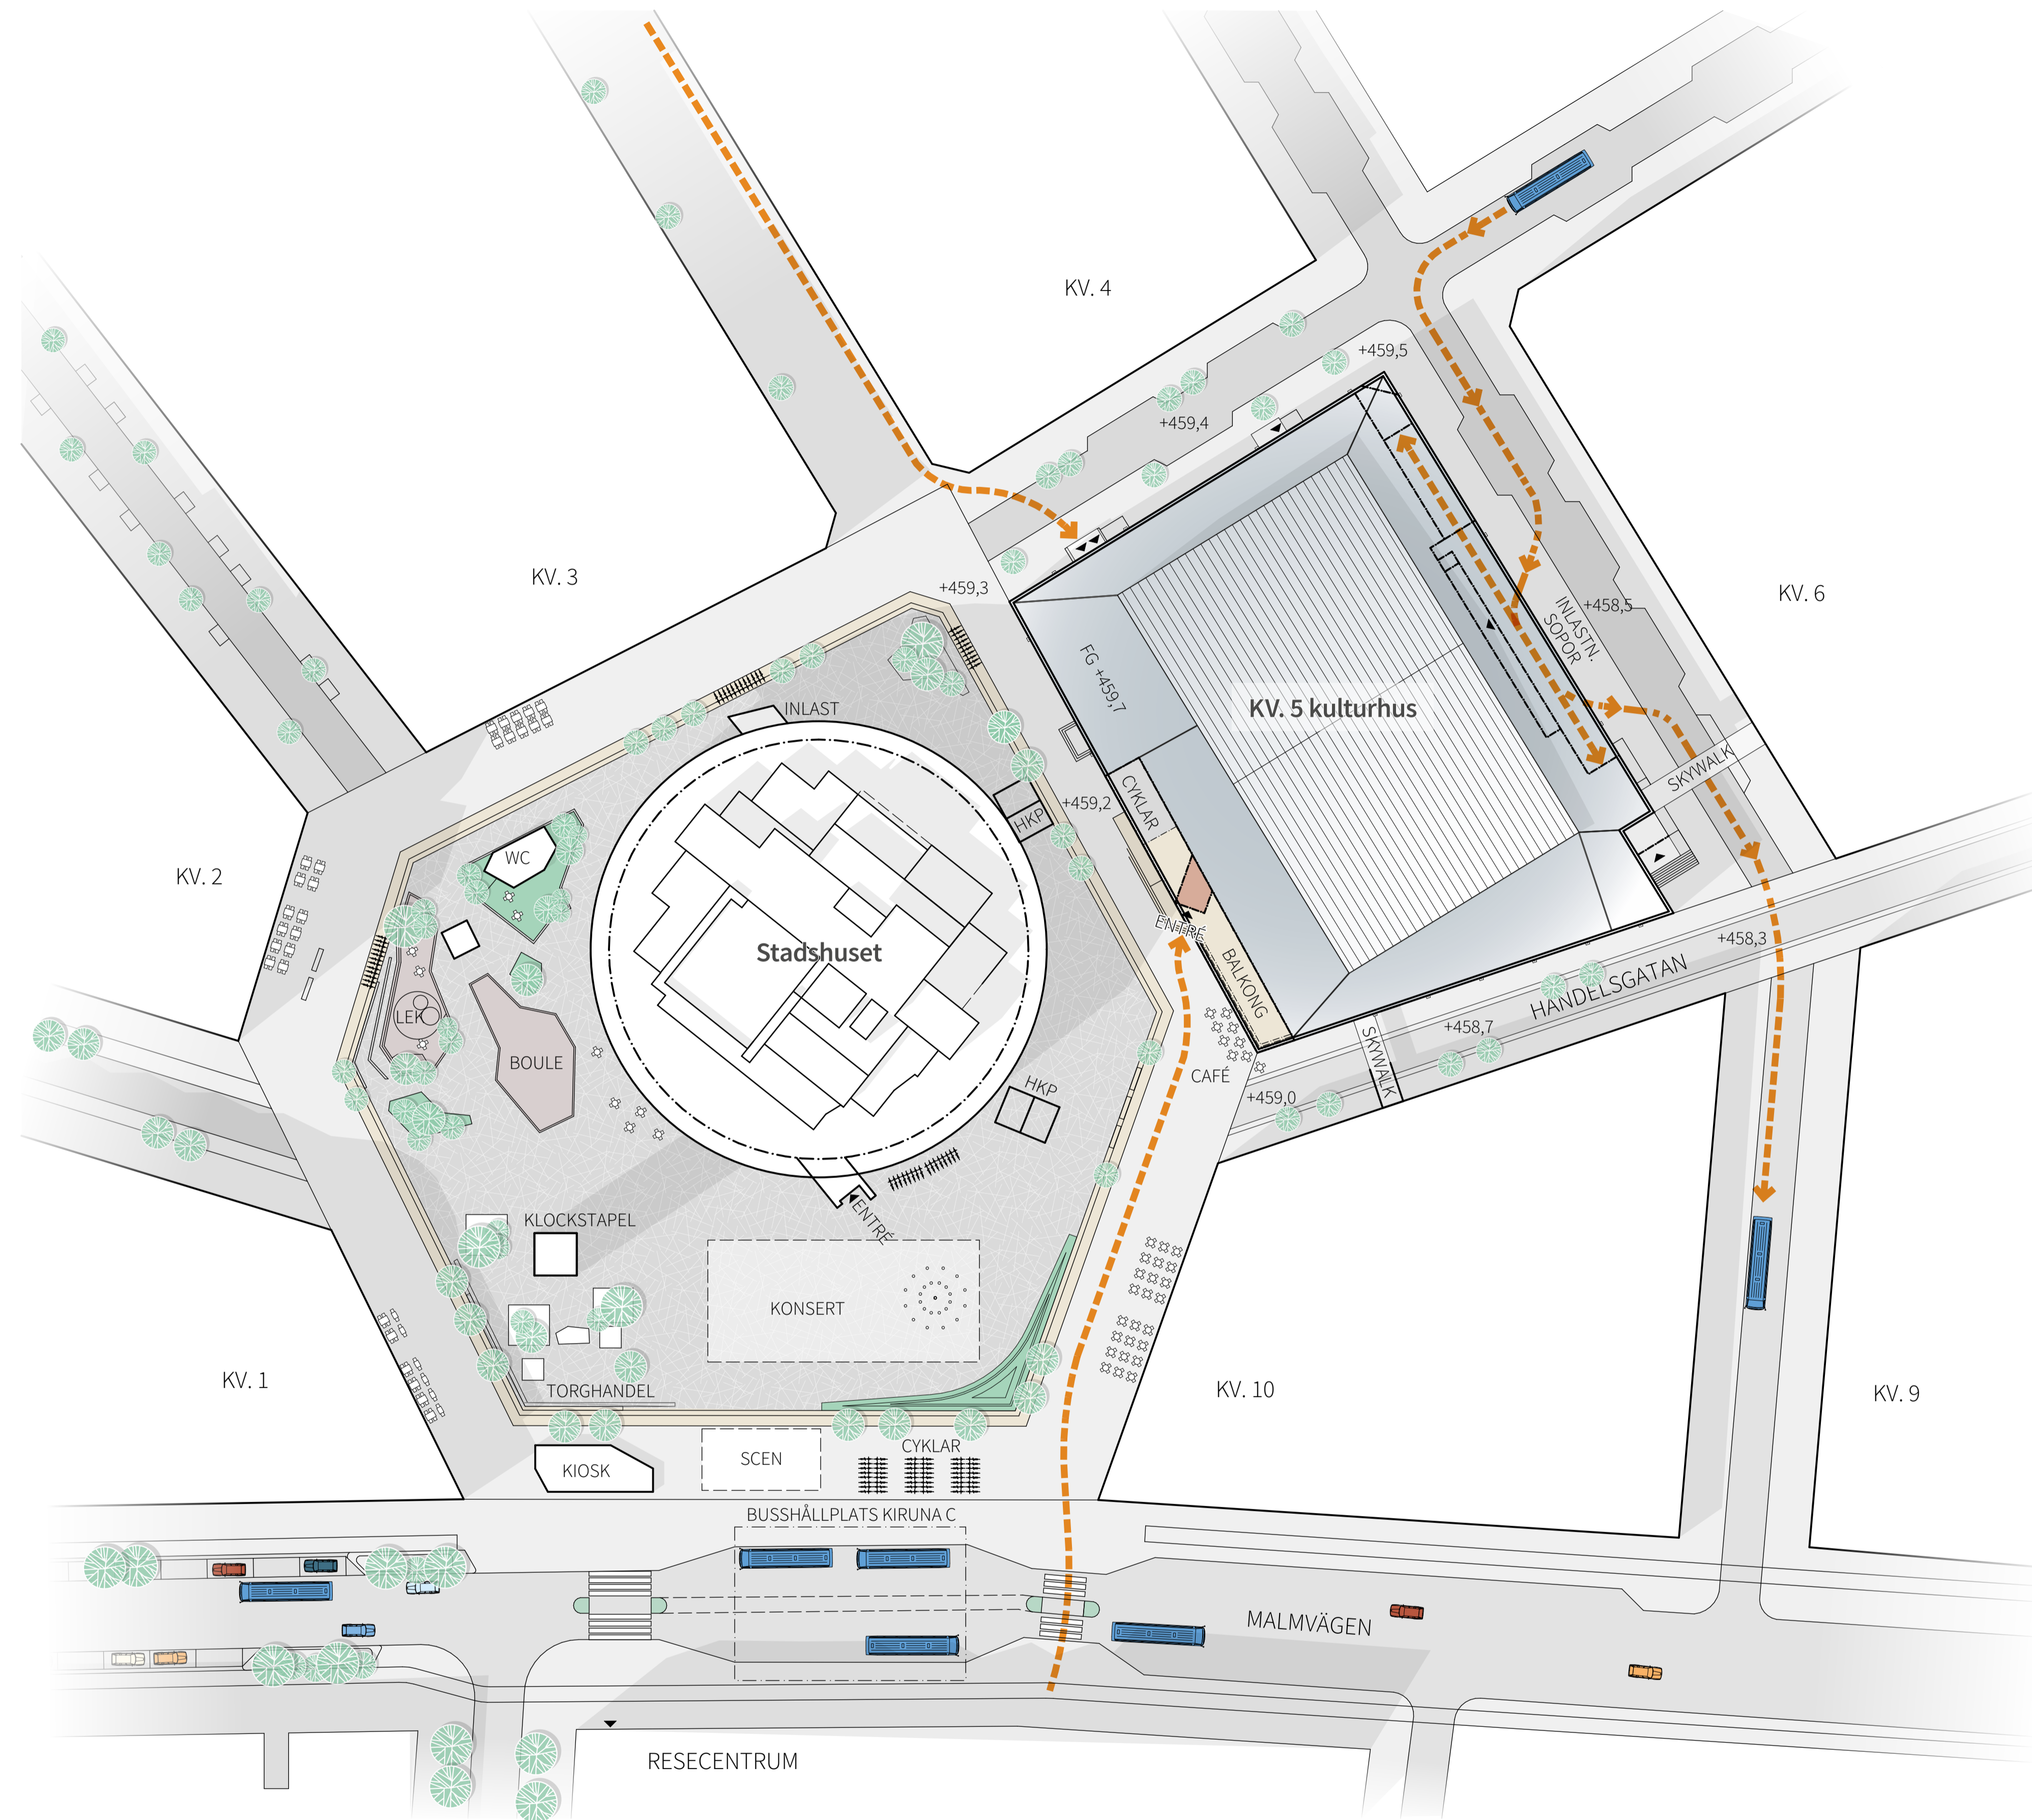 KV. 4
+459,5
+459,4
KV. 3
+459,3
KV. 6
+458,5
INLASTN.
SOPOR
FG +459,7
KV. 5 kulturhus
INLAST
SKYWALK
CYKLAR
+459,2
HKP
WC
KV. 2
ENTRÉ
+458,3
Stadshuset
BALKONG
HANDELSGATAN
LEK
+458,7
BOULE
SKYWALK
CAFÉ
HKP
+459,0
KLOCKSTAPEL
ENTRÉ
KONSERT
KV. 1
TORGHANDEL
KV. 10
KV. 9
CYKLAR
SCEN
KIOSK
BUSSHÅLLPLATS KIRUNA C
MALMVÄGEN
RESECENTRUM